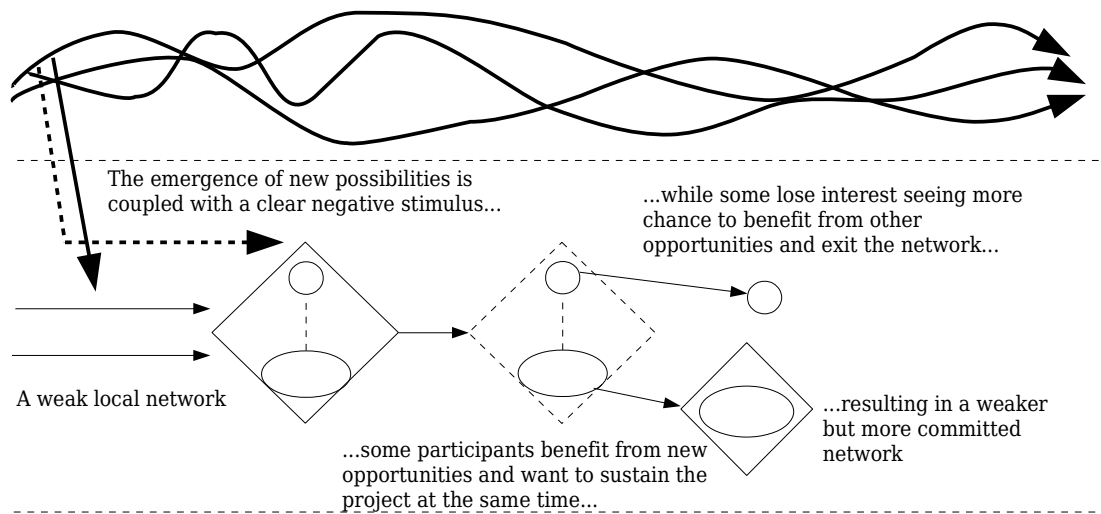 The emergence of new possibilities is
coupled with a clear negative stimulus...
...while some lose interest seeing more
chance to benefit from other
opportunities and exit the network...
A weak local network
...some participants benefit from new
opportunities and want to sustain the
project at the same time...
...resulting in a weaker
but more committed
network